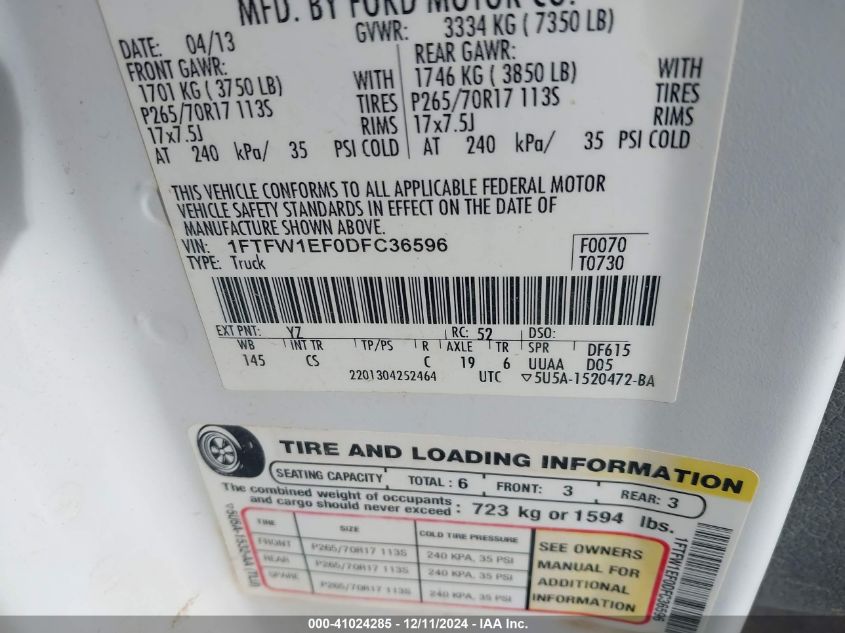 MFD. BY FORD MOTOR CO.
DATE: 04/13 GVWR: 3334 KG ( 7350 LB)
FRONT GAWR: REAR GAWR:
1701 KG ( 3750 LB) WITH 1746 KG ( 3850 LB) WITH
P265/70R17 113S TIRES P265/70R17 113S TIRES
17x7.5J RIMS 17x7.5J RIMS
AT 240 kPa/ 35 PSI COLD AT 240 kPa/ 35 PSI COLD
THIS VEHICLE CONFORMS TO ALL APPLICABLE FEDERAL MOTOR
VEHICLE SAFETY STANDARDS IN EFFECT ON THE DATE OF
MANUFACTURE SHOWN ABOVE.
VIN: 1FTFW1EF0DFC36596 F0070
TYPE: Truck T0730
EXT PNT: YZ RC: 52 DSO:
WB INT TR TP/PS R AXLE TR SPR DF615
145 CS C 19 6 UUAA D05
2201304252464 UTC ▽5U5A-1520472-BA
TIRE AND LOADING INFORMATION
SEATING CAPACITY TOTAL : 6 FRONT: 3 REAR: 3
The combined weight of occupants
and cargo should never exceed : 723 kg or 1594 lbs.
TIRE SIZE COLD TIRE PRESSURE
FRONT P265/70R17 113S 240 KPA, 35 PSI
REAR P265/70R17 113S 240 KPA, 35 PSI
SPARE P265/70R17 113S 240 KPA, 35 PSI
SEE OWNERS
MANUAL FOR
ADDITIONAL
INFORMATION
1FTFW1EF0DFC36596
000-41024285 - 12/11/2024 - IAA Inc.